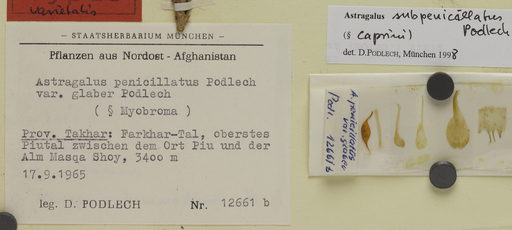 varietatis
— STAATSHERBARIUM MÜNCHEN —
Pflanzen aus Nordost - Afghanistan
Astragalus penicillatus Podlech
var. glaber Podlech
( § Myobroma )
Prov. Takhar: Farkhar-Tal, oberstes
Piutal zwischen dem Ort Piu und der
Alm Masqa Shoy, 3400 m
17.9.1965
leg. D. PODLECH Nr. 12661 b
Astragalus subpenicillatus
Podlech
(§ Caprini)
det. D. PODLECH, München 1998
A. penicillatus
var. glaber
Podl. 12661 b